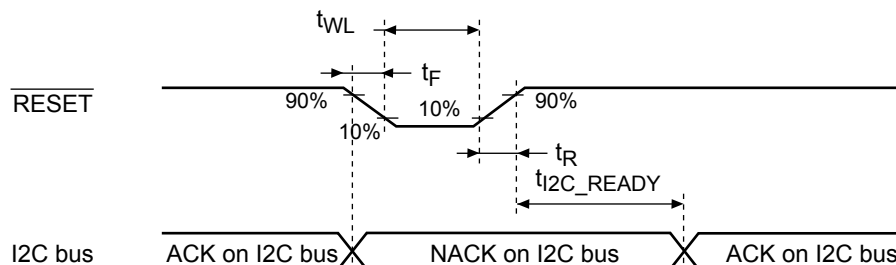 tWL
tF
RESET 90% 10% 10% 90%
tR
tI2C_READY
I2C bus ACK on I2C bus NACK on I2C bus ACK on I2C bus